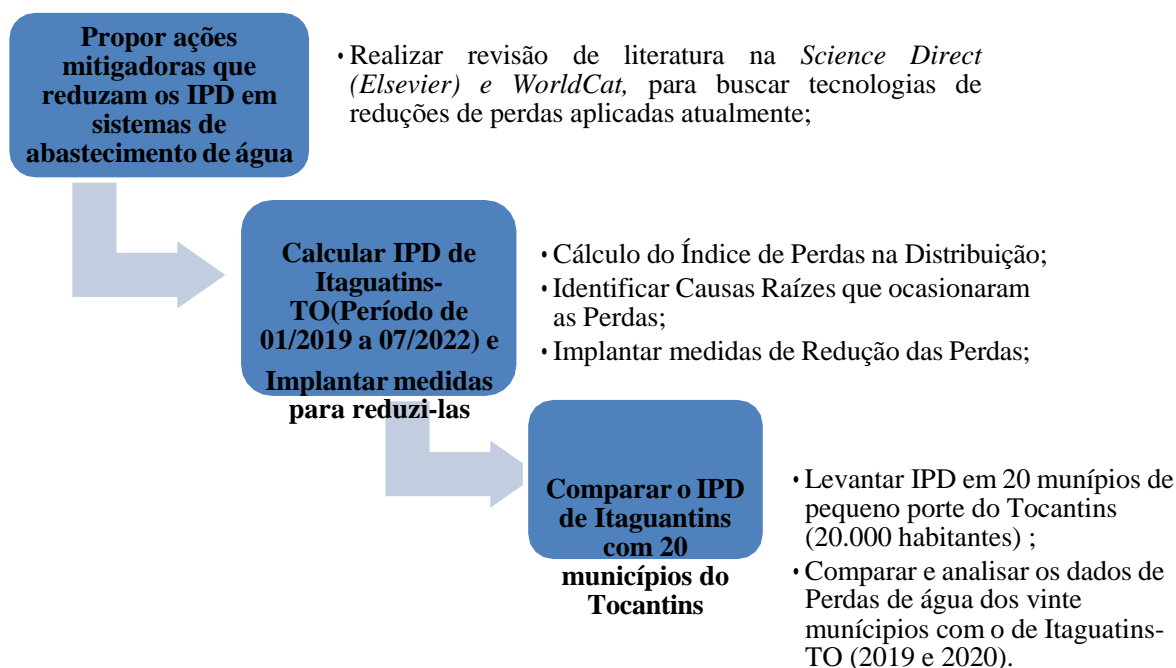 Propor ações
mitigadoras que
reduzam os IPD em
sistemas de
abastecimento de água
• Realizar revisão de literatura na Science Direct
(Elsevier) e WorldCat, para buscar tecnologias de
reduções de perdas aplicadas atualmente;
Calcular IPD de
Itaguatins-
TO(Período de
01/2019 a 07/2022) e
Implantar medidas
para reduzi-las
• Cálculo do Índice de Perdas na Distribuição;
• Identificar Causas Raízes que ocasionaram
as Perdas;
• Implantar medidas de Redução das Perdas;
Comparar o IPD
de Itaguantins
com 20
municípios do
Tocantins
• Levantar IPD em 20 munípios de
pequeno porte do Tocantins
(20.000 habitantes) ;
• Comparar e analisar os dados de
Perdas de água dos vinte
munícipios com o de Itaguatins-
TO (2019 e 2020).